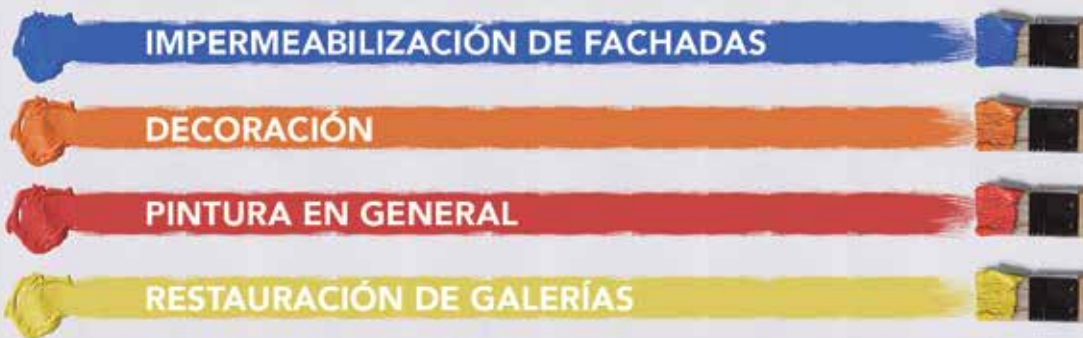 IMPERMEABILIZACIÓN DE FACHADAS
DECORACIÓN
PINTURA EN GENERAL
RESTAURACIÓN DE GALERÍAS